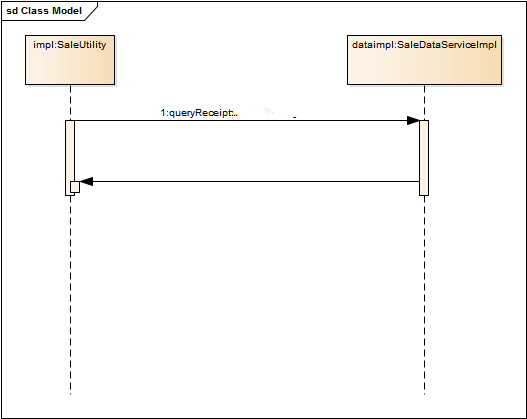 sd Class Model
impl:SaleUtility
dataimpl:SaleDataServiceImpl
1:queryReceipt: